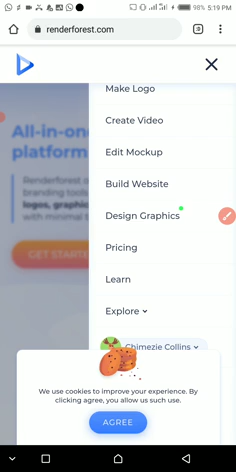 98% 5:19 PM
renderforest.com
Make Logo
Create Video
Edit Mockup
Build Website
Design Graphics
Pricing
Learn
Explore
All-in-on
platform
Renderforest o
branding tools
logos, graphic
with minimal t
GET STARTE
Chimezie Collins
We use cookies to improve your experience. By
clicking agree, you allow us such use.
AGREE